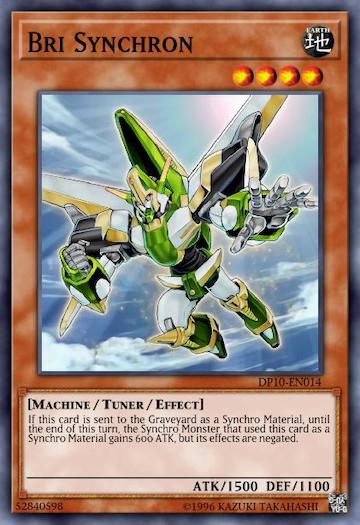 Bri Synchron
EARTH
地
DP10-EN014
[Machine / Tuner / Effect]
If this card is sent to the Graveyard as a Synchro Material, until
the end of this turn, the Synchro Monster that used this card as a
Synchro Material gains 600 ATK, but its effects are negated.
ATK/1500 DEF/1100
52840598
©1996 KAZUKI TAKAHASHI